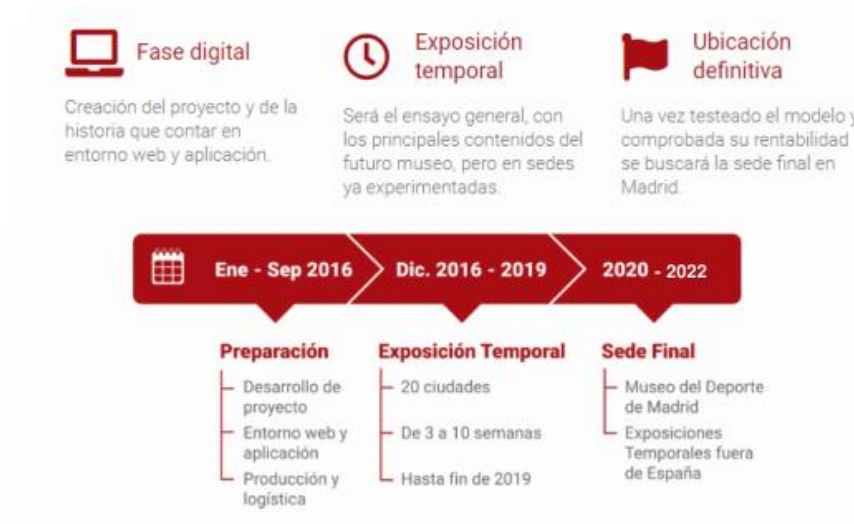 Fase digital
Creación del proyecto y de la
historia que contar en
entorno web y aplicación.
Exposición
temporal
Será el ensayo general, con
los principales contenidos del
futuro museo, pero en sedes
ya experimentadas.
Ubicación
definitiva
Una vez testeado el modelo y
comprobada su rentabilidad
se buscará la sede final en
Madrid.
Ene - Sep 2016
Dic. 2016 - 2019
2020 - 2022
Preparación
Desarrollo de
proyecto
Entorno web y
aplicación
Producción y
logística
Exposición Temporal
20 ciudades
De 3 a 10 semanas
Hasta fin de 2019
Sede Final
Museo del Deporte
de Madrid
Exposiciones
Temporales fuera
de España